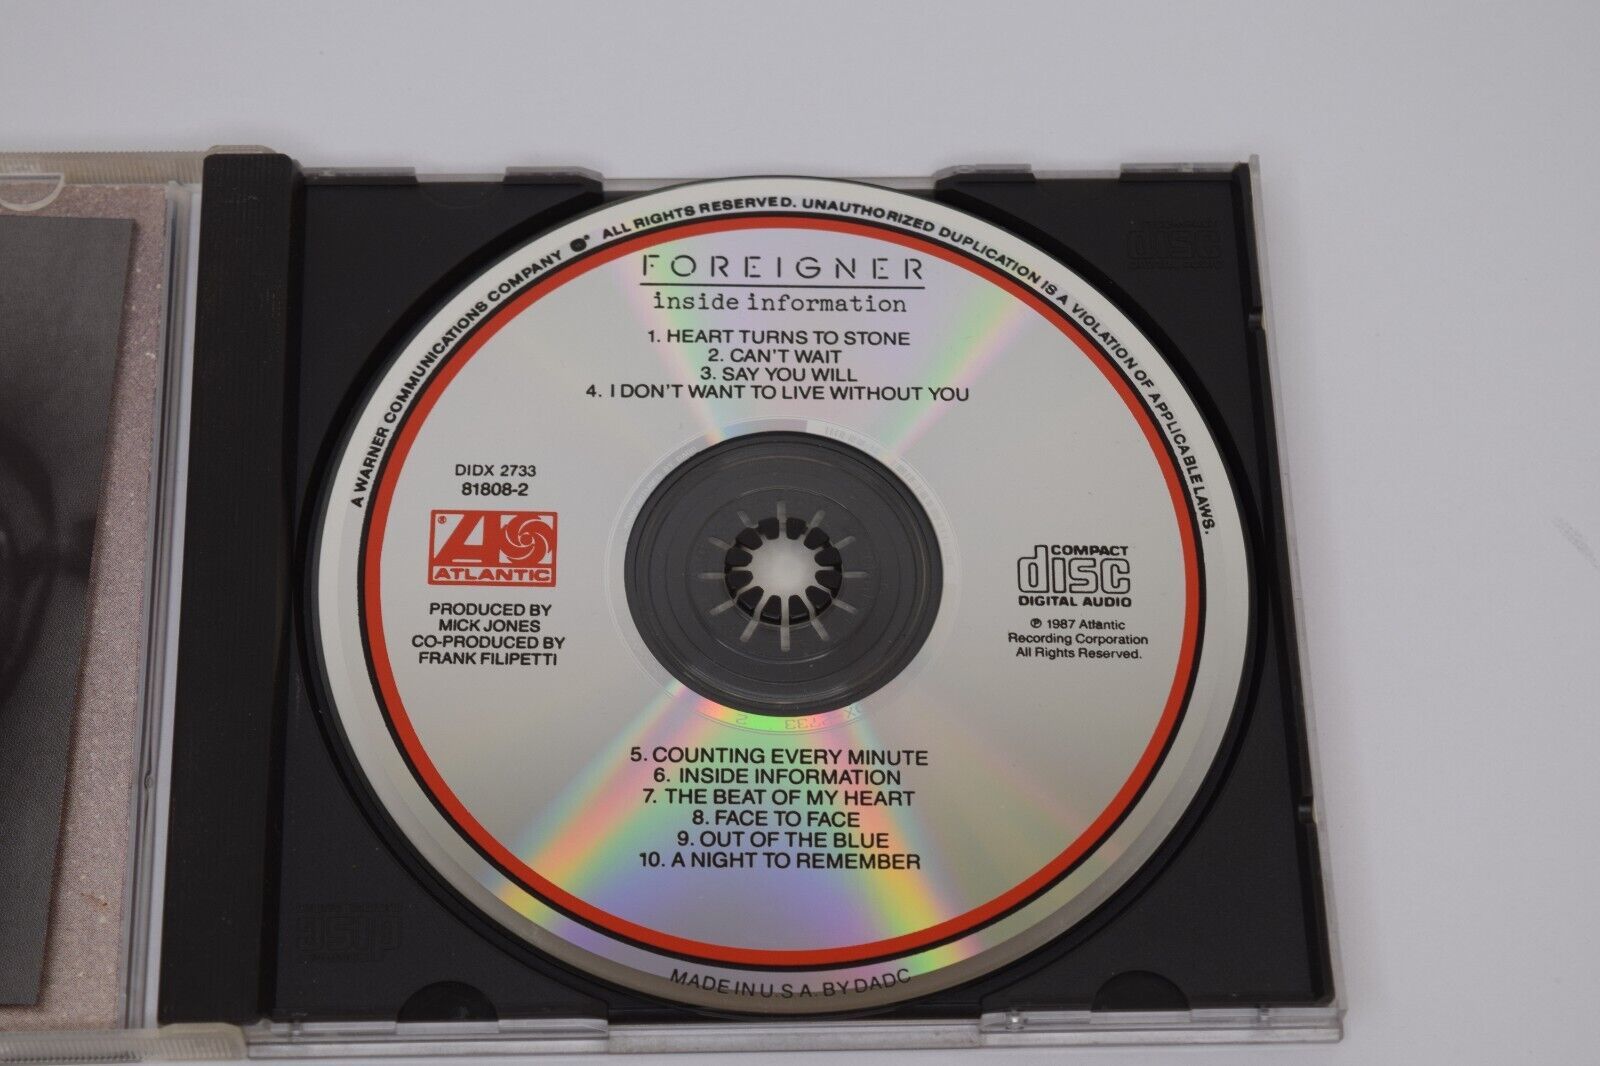 A WARNER COMMUNICATIONS COMPANY ®* ALL RIGHTS RESERVED. UNAUTHORIZED DUPLICATION IS A VIOLATION OF APPLICABLE LAWS.
FOREIGNER
inside information
1. HEART TURNS TO STONE
2. CAN'T WAIT
3. SAY YOU WILL
4. I DON'T WANT TO LIVE WITHOUT YOU
DIDX 2733
81808-2
®
ATLANTIC
PRODUCED BY
MICK JONES
CO-PRODUCED BY
FRANK FILIPETTI
COMPACT
disc
DIGITAL AUDIO
℗ 1987 Atlantic
Recording Corporation
All Rights Reserved.
5. COUNTING EVERY MINUTE
6. INSIDE INFORMATION
7. THE BEAT OF MY HEART
8. FACE TO FACE
9. OUT OF THE BLUE
10. A NIGHT TO REMEMBER
MADE IN U.S.A. BY DADC
disc
disc